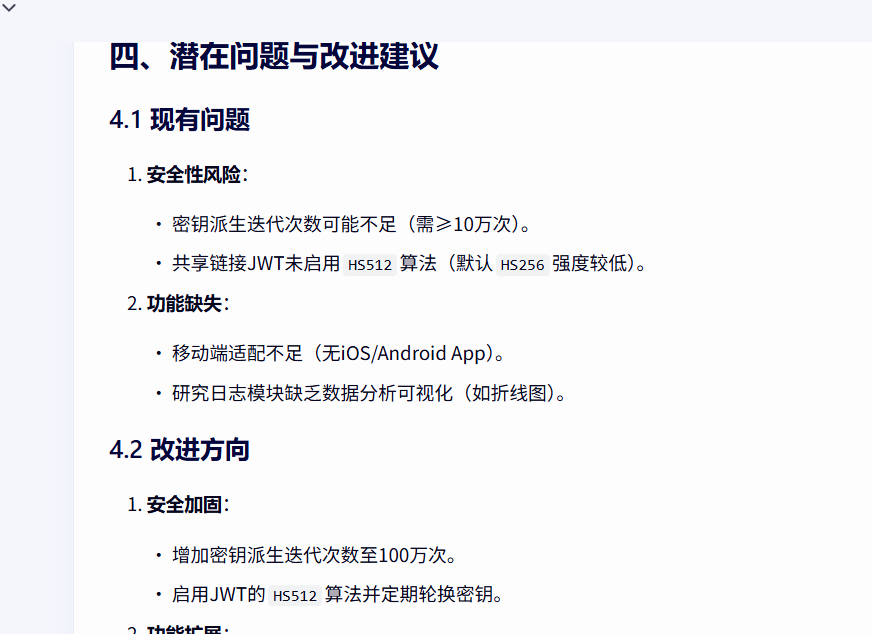 四、潜在问题与改进建议
4.1 现有问题
1. 安全性风险：
• 密钥派生迭代次数可能不足（需≥10万次）。
• 共享链接JWT未启用 HS512 算法（默认 HS256 强度较低）。
2. 功能缺失：
• 移动端适配不足（无iOS/Android App）。
• 研究日志模块缺乏数据分析可视化（如折线图）。
4.2 改进方向
1. 安全加固：
• 增加密钥派生迭代次数至100万次。
• 启用JWT的 HS512 算法并定期轮换密钥。
2. 功能扩展：